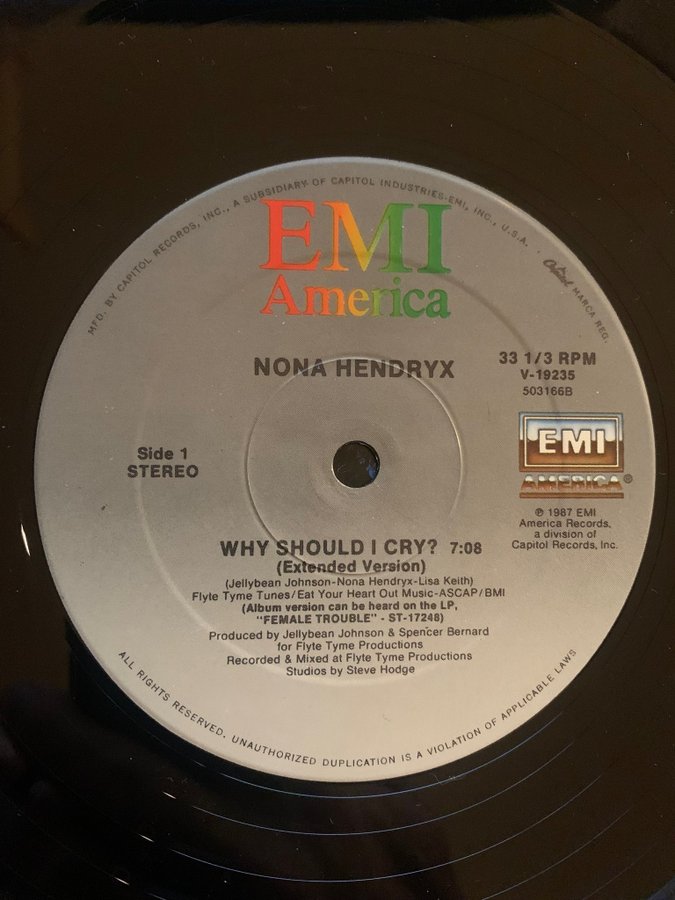 MFD. BY CAPITOL RECORDS, INC., A SUBSIDIARY OF CAPITOL INDUSTRIES-EMI, INC., U.S.A. · Capitol MARCA REG.
EMI
America
NONA HENDRYX
33 1/3 RPM
V-19235
503166B
Side 1
STEREO
EMI
AMERICA®
℗ 1987 EMI
America Records,
a division of
Capitol Records, Inc.
WHY SHOULD I CRY? 7:08
(Extended Version)
(Jellybean Johnson-Nona Hendryx-Lisa Keith)
Flyte Tyme Tunes/Eat Your Heart Out Music-ASCAP/BMI
(Album version can be heard on the LP,
"FEMALE TROUBLE" - ST-17248)
Produced by Jellybean Johnson & Spencer Bernard
for Flyte Tyme Productions
Recorded & Mixed at Flyte Tyme Productions
Studios by Steve Hodge
ALL RIGHTS RESERVED. UNAUTHORIZED DUPLICATION IS A VIOLATION OF APPLICABLE LAWS